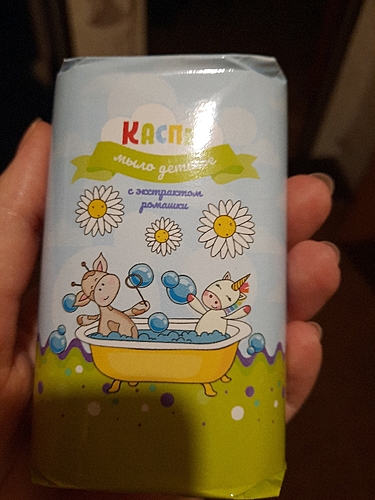 мыло детское
с экстрактом
ромашки